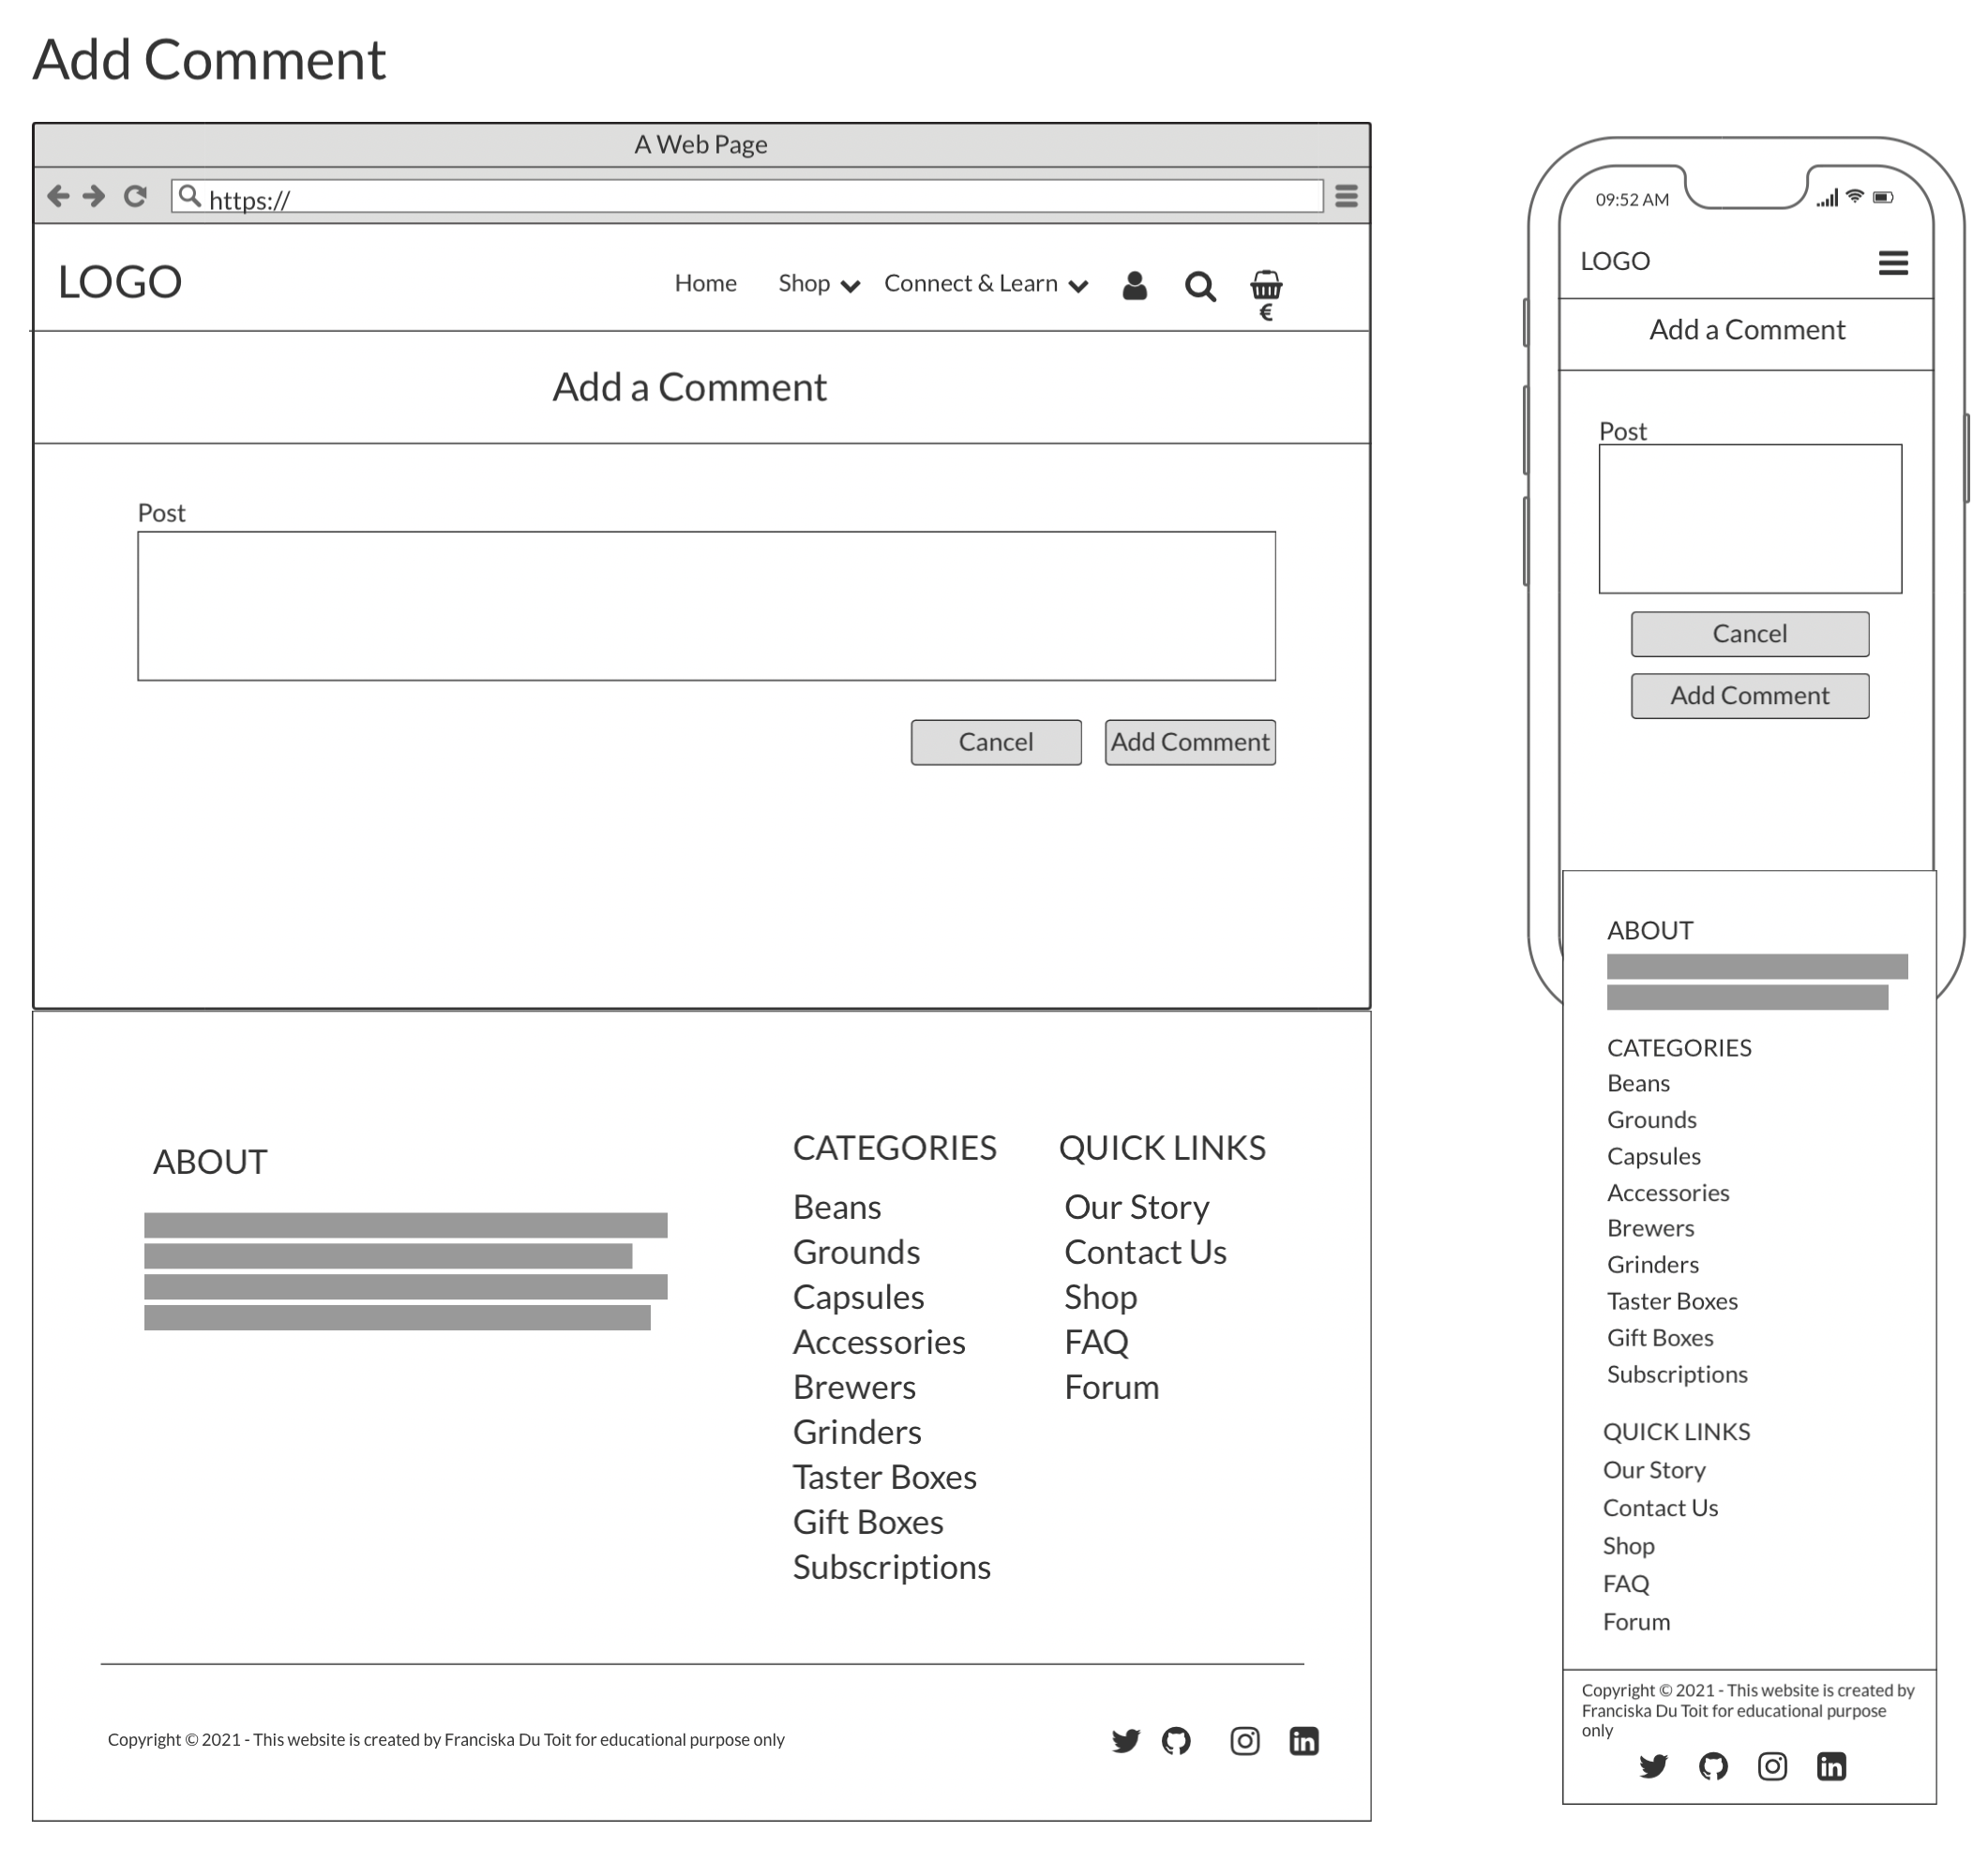 Add Comment
A Web Page
https://
LOGO
Home Shop Connect & Learn
€
Add a Comment
Post
Cancel Add Comment
ABOUT
CATEGORIES
Beans
Grounds
Capsules
Accessories
Brewers
Grinders
Taster Boxes
Gift Boxes
Subscriptions
QUICK LINKS
Our Story
Contact Us
Shop
FAQ
Forum
Copyright © 2021 - This website is created by Franciska Du Toit for educational purpose only
in
09:52 AM
LOGO
Add a Comment
Post
Cancel
Add Comment
ABOUT
CATEGORIES
Beans
Grounds
Capsules
Accessories
Brewers
Grinders
Taster Boxes
Gift Boxes
Subscriptions
QUICK LINKS
Our Story
Contact Us
Shop
FAQ
Forum
Copyright © 2021 - This website is created by
Franciska Du Toit for educational purpose
only
in